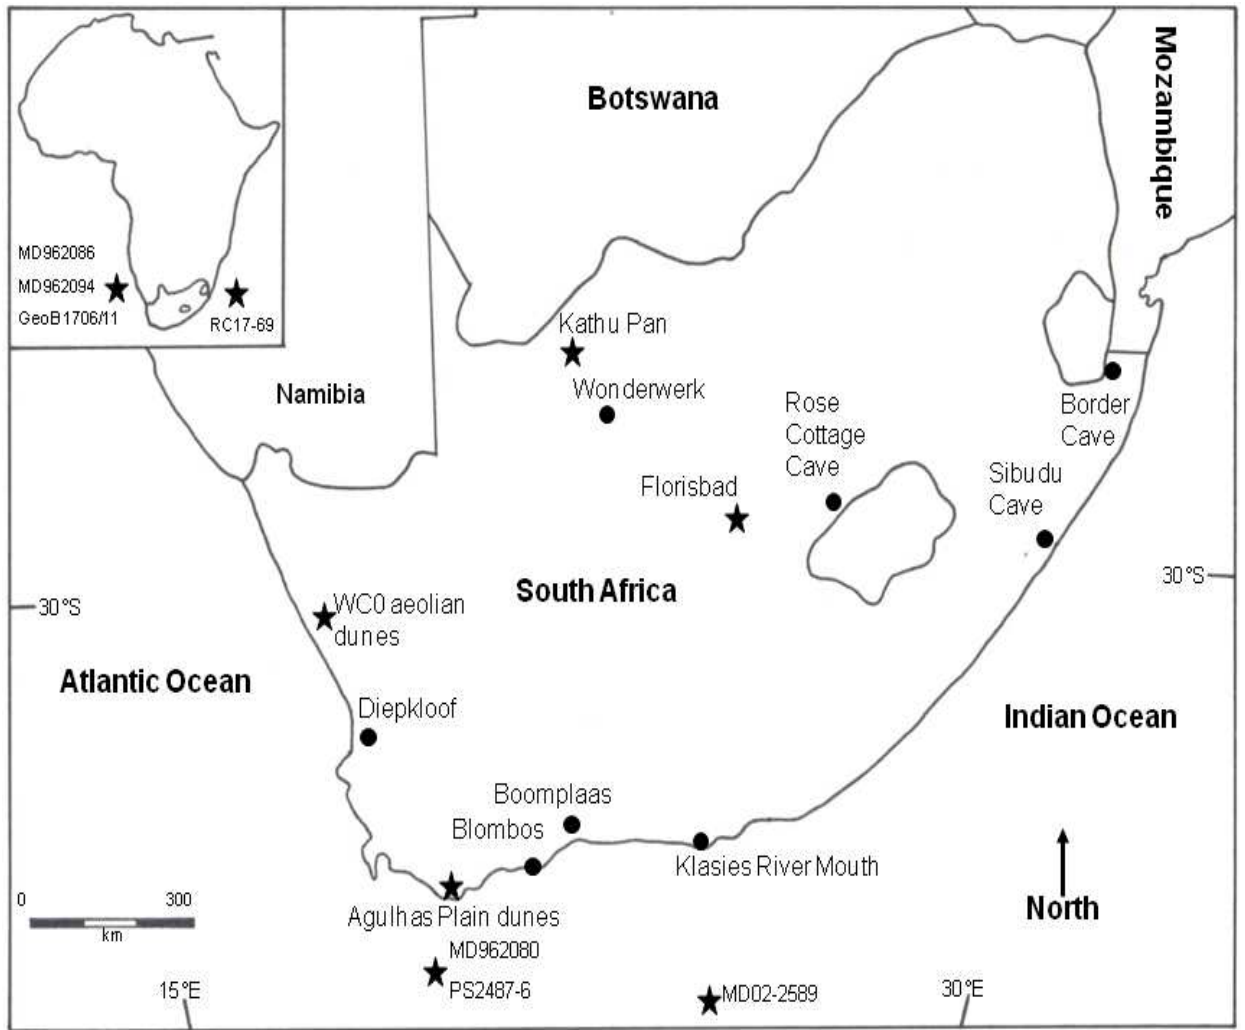 Botswana
Mozambique
MD962086
MD962094
GeoB1706/11
RC17-69
Kathu Pan
Namibia
Wonderwerk
Rose
Cottage
Cave
Border
Cave
Florisbad
Sibudu
Cave
South Africa
30°S
30°S
WC0 aeolian
dunes
Atlantic Ocean
Diepkloof
Indian Ocean
Boomplaas
Blombos
Klasies River Mouth
0 300
km
Agulhas Plain dunes
North
MD962080
PS2487-6
MD02-2589
15°E
30°E